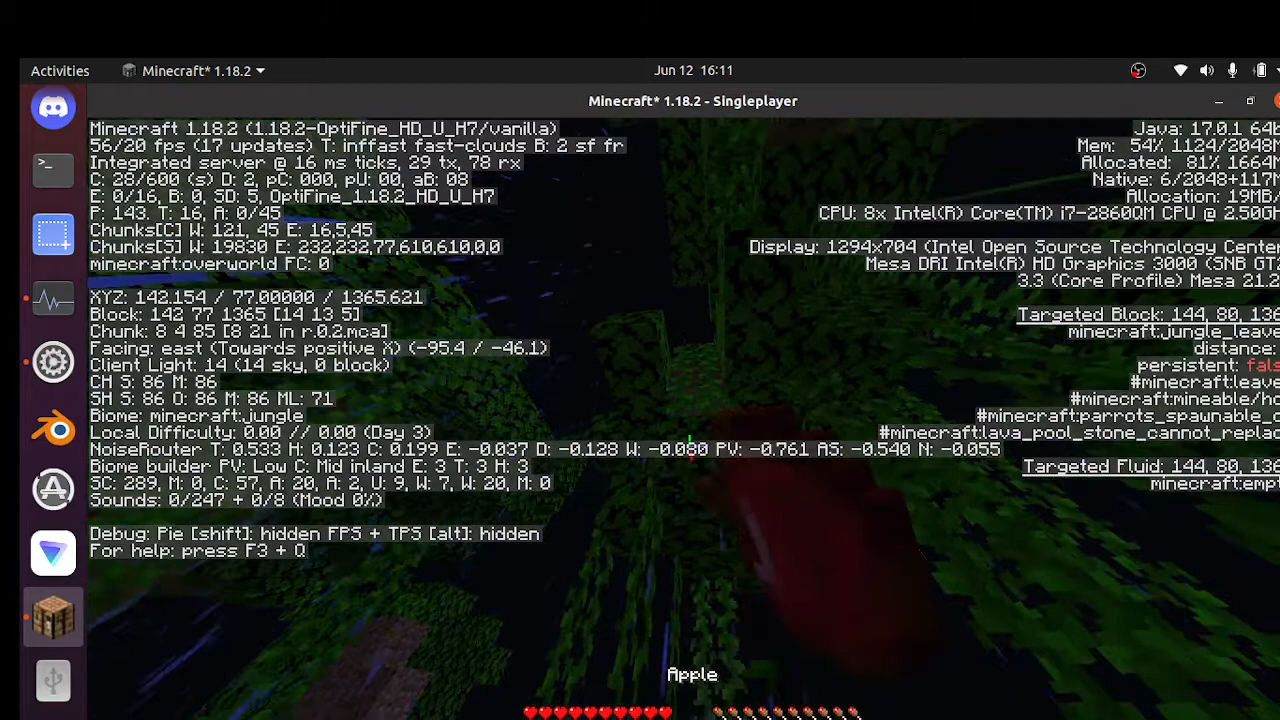 Activities
Minecraft* 1.18.2
Jun 12 16:11
Minecraft* 1.18.2 - Singleplayer
Minecraft 1.18.2 (1.18.2-OptiFine_HD_U_H7/vanilla)
56/20 fps (17 updates) T: inffast fast-clouds B: 2 sf fr
Integrated server @ 16 ms ticks, 29 tx, 78 rx
C: 28/600 (s) D: 2, pC: 000, pU: 00, aB: 08
E: 0/16, B: 0, SD: 5, OptiFine_1.18.2_HD_U_H7
P: 143. T: 16, A: 0/45
Chunks[C] W: 121, 45 E: 16,5,45
Chunks[S] W: 19830 E: 232,232,77,610,610,0,0
minecraft:overworld FC: 0
XYZ: 142.154 / 77.00000 / 1365.621
Block: 142 77 1365 [14 13 5]
Chunk: 8 4 85 [8 21 in r.0.2.mca]
Facing: east (Towards positive X) (-95.4 / -46.1)
Client Light: 14 (14 sky, 0 block)
CH S: 86 M: 86
SH S: 86 O: 86 M: 86 ML: 71
Biome: minecraft:jungle
Local Difficulty: 0.00 // 0.00 (Day 3)
NoiseRouter T: 0.533 H: 0.123 C: 0.199 E: -0.037 D: -0.128 W: -0.080 PV: -0.761 AS: -0.540 N: -0.055
Biome builder PV: Low C: Mid inland E: 3 T: 3 H: 3
SC: 289, M: 0, C: 57, A: 20, A: 2, U: 9, W: 7, W: 20, M: 0
Sounds: 0/247 + 0/8 (Mood 0%)
Debug: Pie [shift]: hidden FPS + TPS [alt]: hidden
For help: press F3 + Q
Java: 17.0.1 64
Mem: 54% 1124/2048
Allocated: 81% 1664
Native: 6/2048+117
Allocation: 19MB/
CPU: 8x Intel(R) Core(TM) i7-2860QM CPU @ 2.50G
Display: 1294x704 (Intel Open Source Technology Center
Mesa DRI Intel(R) HD Graphics 3000 (SNB GT
3.3 (Core Profile) Mesa 21.2
Targeted Block: 144, 80, 136
minecraft:jungle_leave
distance:
persistent: fals
#minecraft:leave
#minecraft:mineable/ho
#minecraft:parrots_spawnable_o
#minecraft:lava_pool_stone_cannot_replac
Targeted Fluid: 144, 80, 136
minecraft:empt
Apple